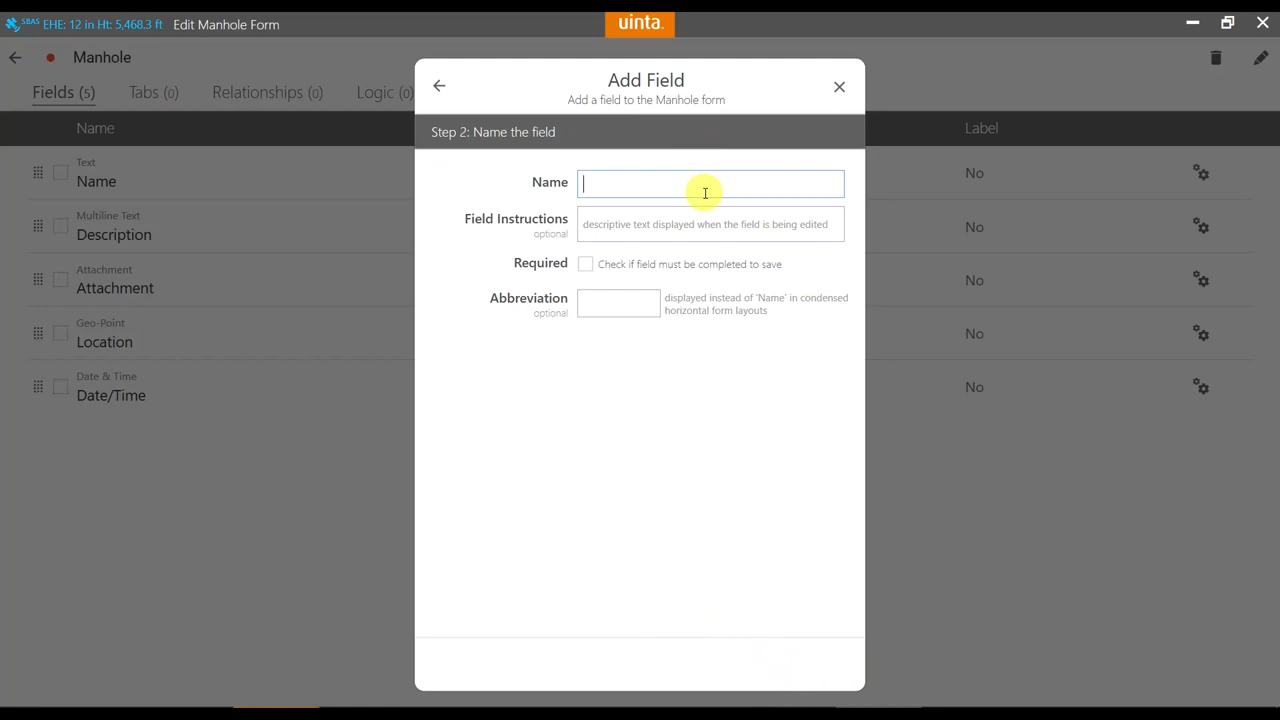 SBAS EHE: 12 in Ht: 5,468.3 ft Edit Manhole Form
uinta.
Manhole
Fields (5) Tabs (0) Relationships (0) Logic (0)
Name
Label
Text
Name
No
Multiline Text
Description
No
Attachment
Attachment
No
Geo-Point
Location
No
Date & Time
Date/Time
No
Add Field
Add a field to the Manhole form
Step 2: Name the field
Name
Field Instructions
optional
descriptive text displayed when the field is being edited
Required
Check if field must be completed to save
Abbreviation
optional
displayed instead of 'Name' in condensed
horizontal form layouts